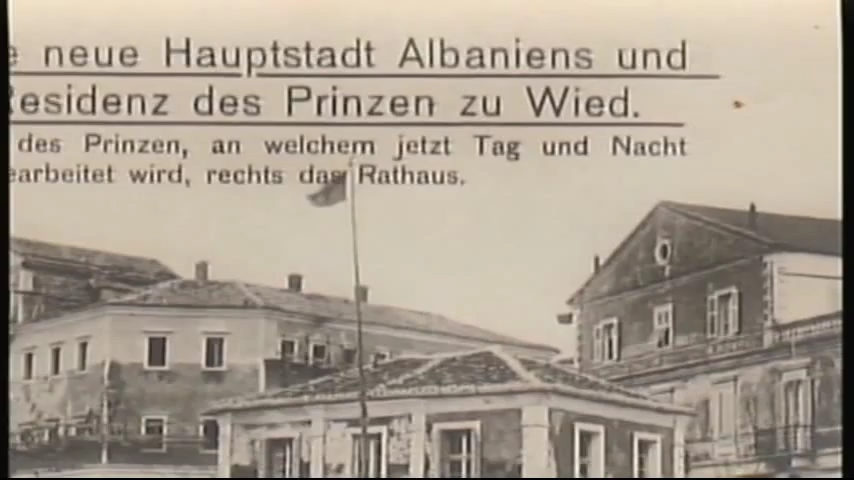 neue Hauptstadt Albaniens und
Residenz des Prinzen zu Wied.
des Prinzen, an welchem jetzt Tag und Nacht
earbeitet wird, rechts das Rathaus.